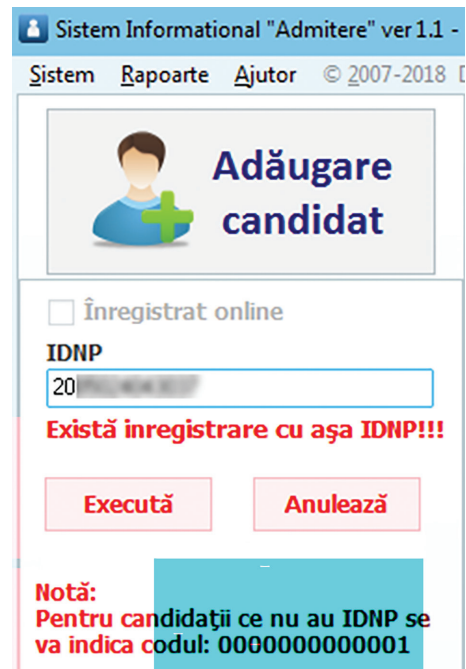 Sistem Informational "Admitere" ver 1.1 -
Sistem Rapoarte Ajutor © 2007-2018
Adăugare
candidat
Înregistrat online
IDNP
20
Există inregistrare cu aşa IDNP!!!
Execută Anulează
Notă:
Pentru candidaţii ce nu au IDNP se
va indica codul: 0000000000001